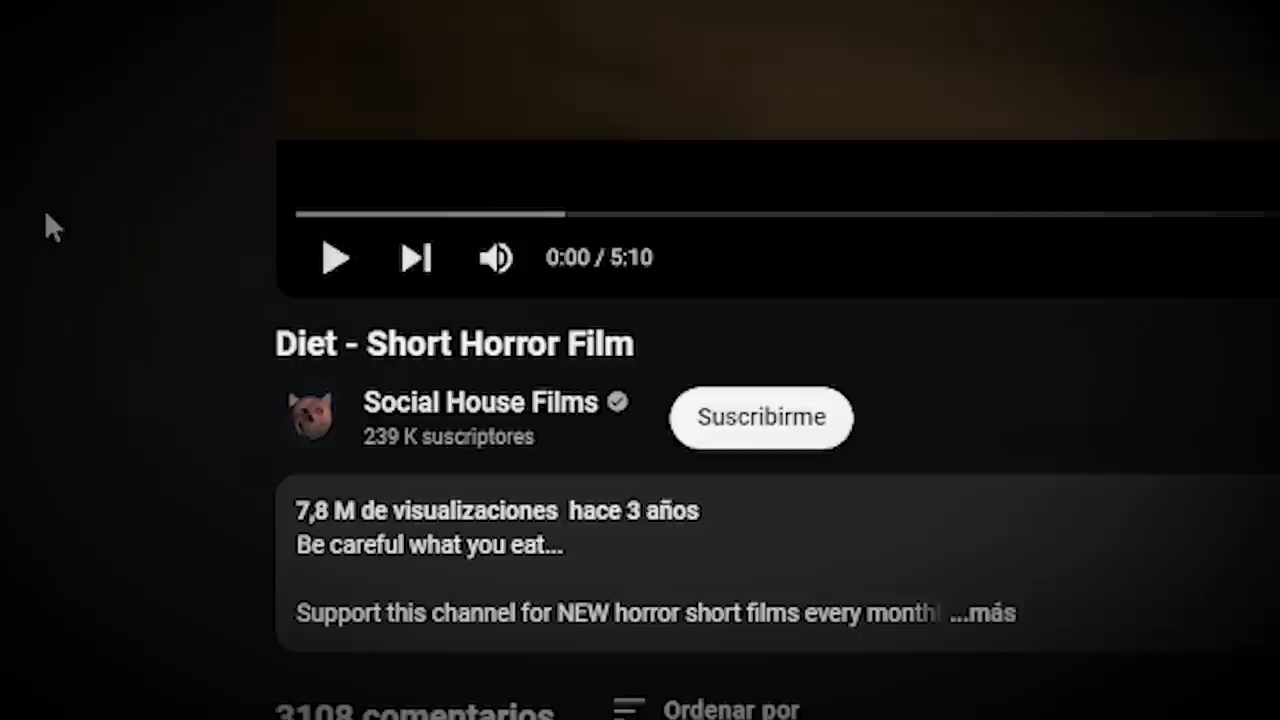 0:00 / 5:10
Diet - Short Horror Film
Social House Films
Suscribirme
239 K suscriptores
7,8 M de visualizaciones hace 3 años
Be careful what you eat...
Support this channel for NEW horror short films every month! ...más
3108 comentarios
Ordenar por